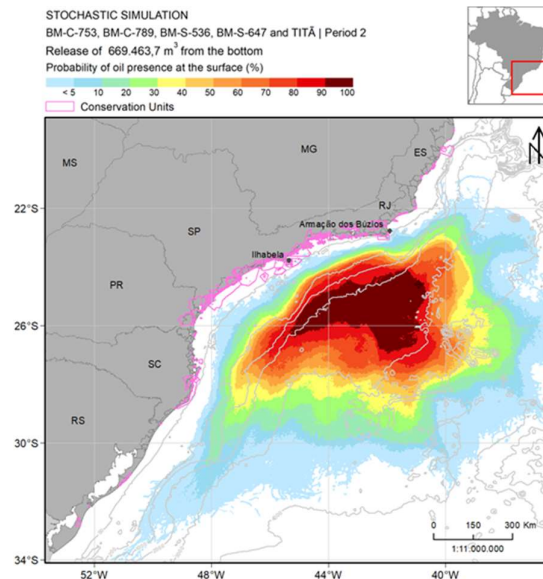 STOCHASTIC SIMULATION
BM-C-753, BM-C-789, BM-S-536, BM-S-647 and TITÃ | Period 2
Release of 669.463,7 m³ from the bottom
Probability of oil presence at the surface (%)
< 5 10 20 30 40 50 60 70 80 90 100
Conservation Units
N
MS
MG
ES
RJ
22°S
Armação dos Búzios
SP
Ilhabela
24°S
PR
26°S
SC
28°S
RS
30°S
32°S
0 150 300 KM
1:11.000.000
34°S
52°W 48°W 44°W 40°W